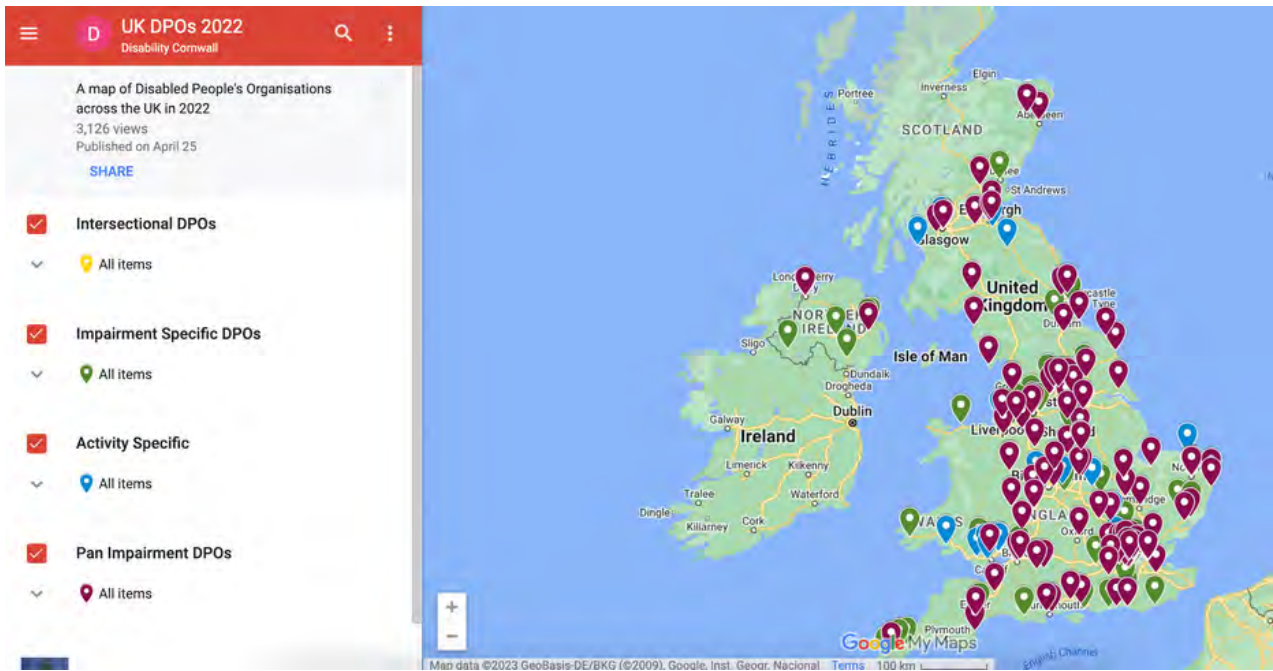 D
UK DPOs 2022
Disability Cornwall
A map of Disabled People's Organisations
across the UK in 2022
3,126 views
Published on April 25
SHARE
Intersectional DPOs
All items
Impairment Specific DPOs
All items
Activity Specific
All items
Pan Impairment DPOs
All items
Elgin
Inverness
Portree
HEBRIDES
SCOTLAND
St Andrews
United
Kingdom
Isle of Man
Sligo
Dundalk
Drogheda
Dublin
Galway
Ireland
Limerick
Kilkenny
Tralee
Waterford
Dingle
Killarney
Cork
Plymouth
Google My Maps
English Channel
+
−
Map data ©2023 GeoBasis-DE/BKG (©2009), Google, Inst. Geogr. Nacional
Terms
100 km